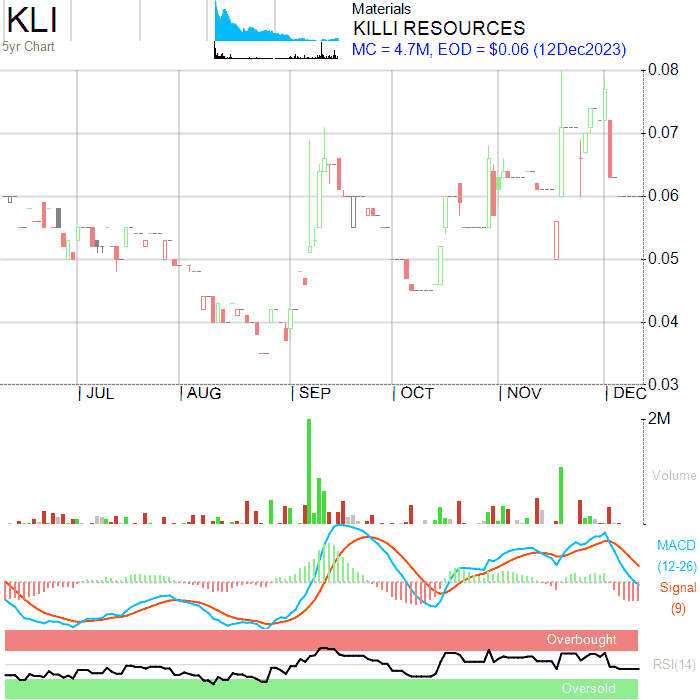 KLI
5yr Chart
Materials
KILLI RESOURCES
MC = 4.7M, EOD = $0.06 (12Dec2023)
0.08
0.07
0.06
0.05
0.04
0.03
JUL
AUG
SEP
OCT
NOV
DEC
2M
Volume
MACD
(12-26)
Signal
(9)
Overbought
RSI(14)
Oversold